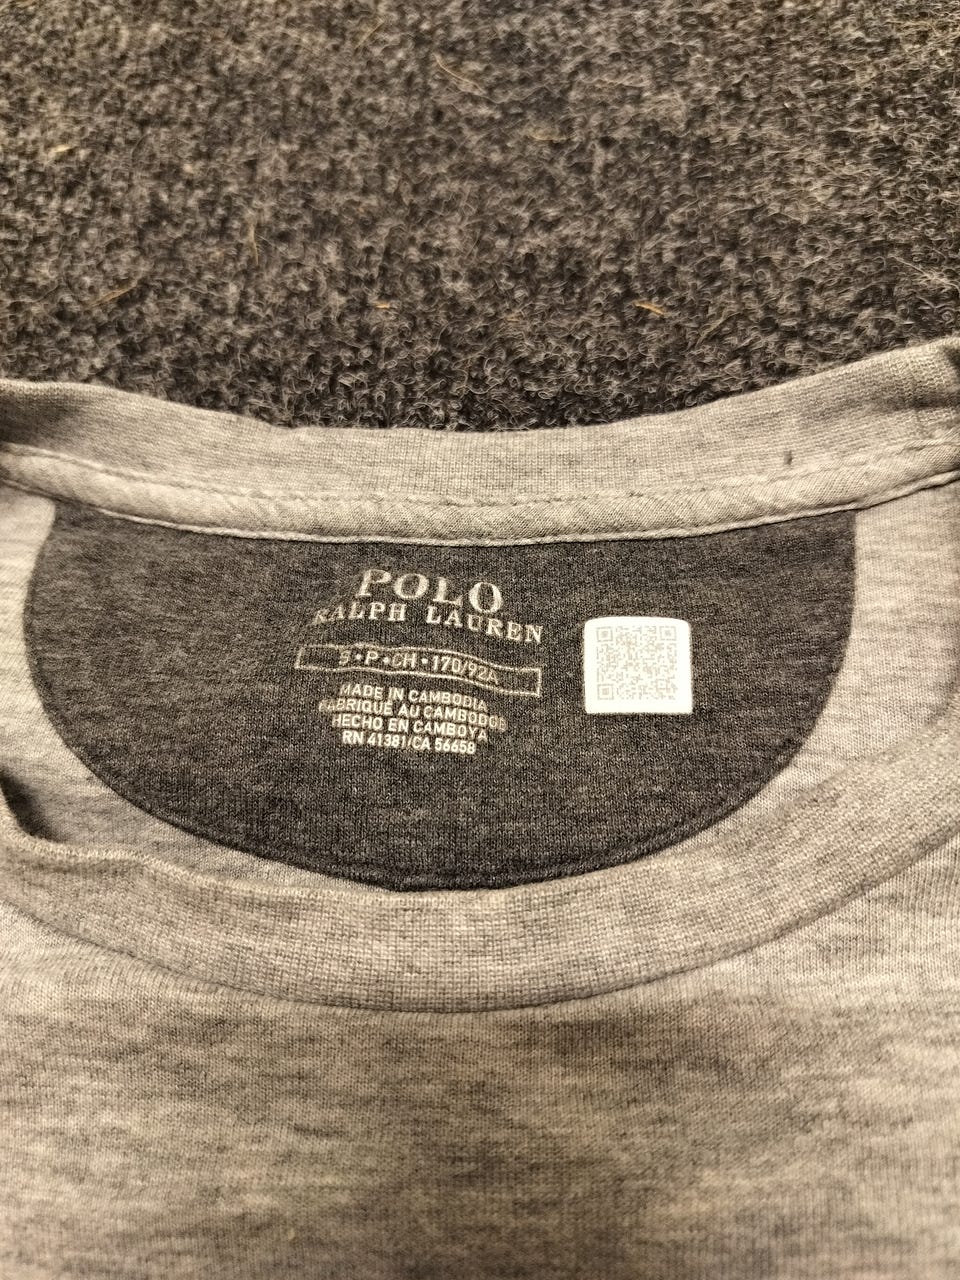 POLO
RALPH LAUREN
S•P•CH•170/92A
MADE IN CAMBODIA
FABRIQUÉ AU CAMBODGE
HECHO EN CAMBOYA
RN 41381/CA 56658